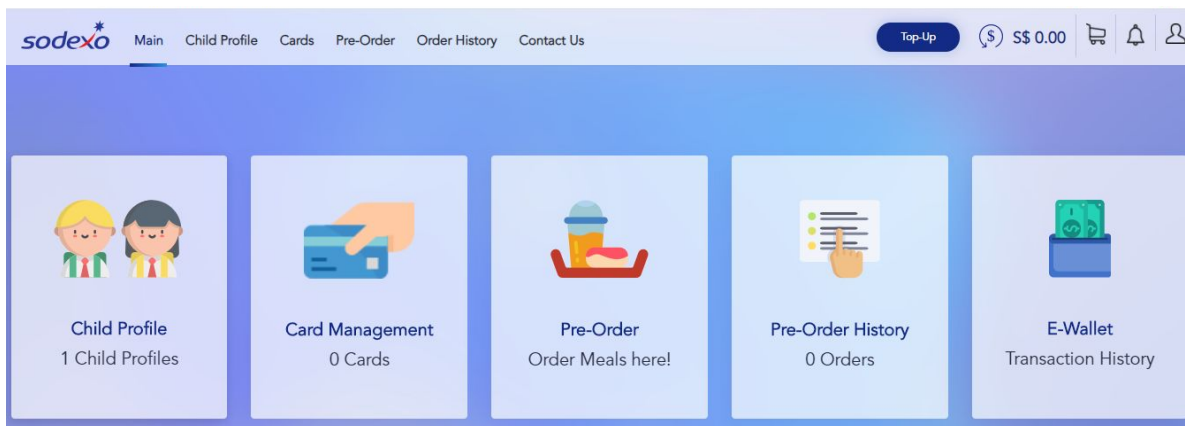 sodexo Main Child Profile Cards Pre-Order Order History Contact Us Top-Up S$ 0.00
Child Profile
1 Child Profiles
Card Management
0 Cards
Pre-Order
Order Meals here!
Pre-Order History
0 Orders
E-Wallet
Transaction History